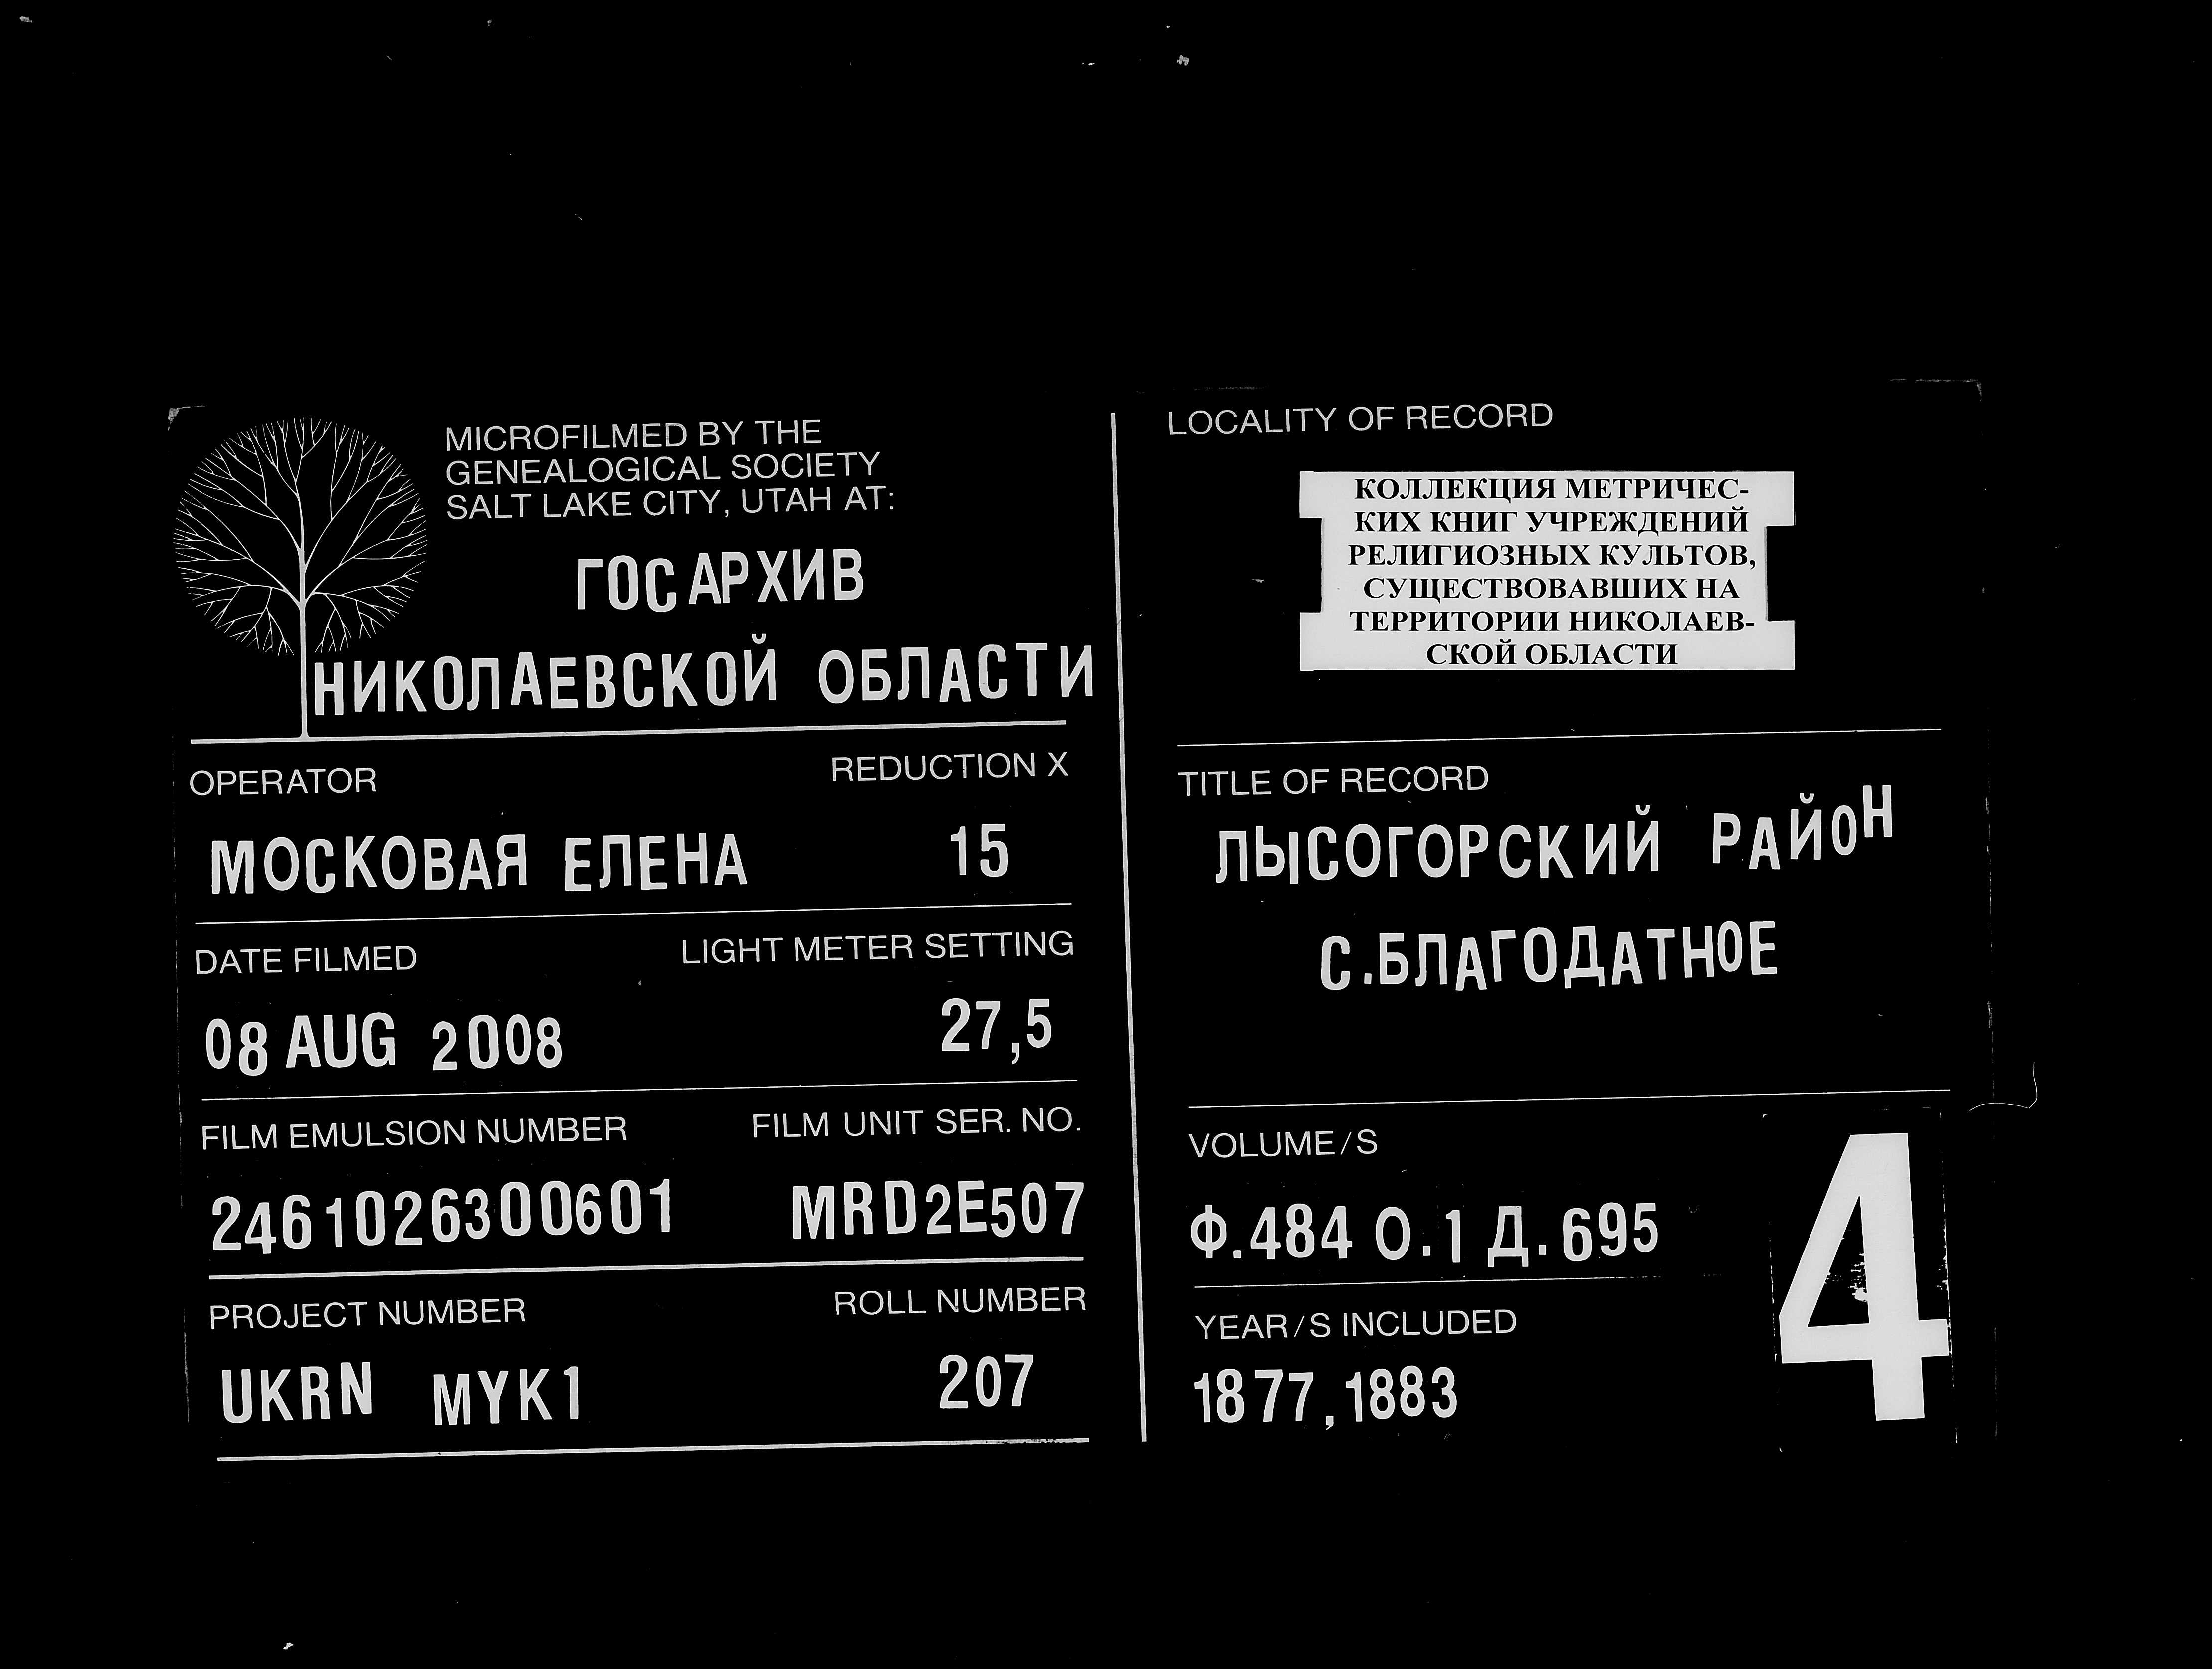 MICROFILMED BY THE
GENEALOGICAL SOCIETY
SALT LAKE CITY, UTAH AT:
ГОСАРХИВ
НИКОЛАЕВСКОЙ ОБЛАСТИ
OPERATOR REDUCTION X
МОСКОВАЯ ЕЛЕНА 15
DATE FILMED LIGHT METER SETTING
08 AUG 2008 27,5
FILM EMULSION NUMBER FILM UNIT SER. NO.
2461026300601 MRD2E507
PROJECT NUMBER ROLL NUMBER
UKRN MYK1 207
LOCALITY OF RECORD
КОЛЛЕКЦИЯ МЕТРИЧЕС-
КИХ КНИГ УЧРЕЖДЕНИЙ
РЕЛИГИОЗНЫХ КУЛЬТОВ,
СУЩЕСТВОВАВШИХ НА
ТЕРРИТОРИИ НИКОЛАЕВ-
СКОЙ ОБЛАСТИ
TITLE OF RECORD
ЛЫСОГОРСКИЙ РАЙОН
С.БЛАГОДАТНОЕ
VOLUME/S
Ф.484 О.1 Д.695
YEAR/S INCLUDED
1877,1883
4